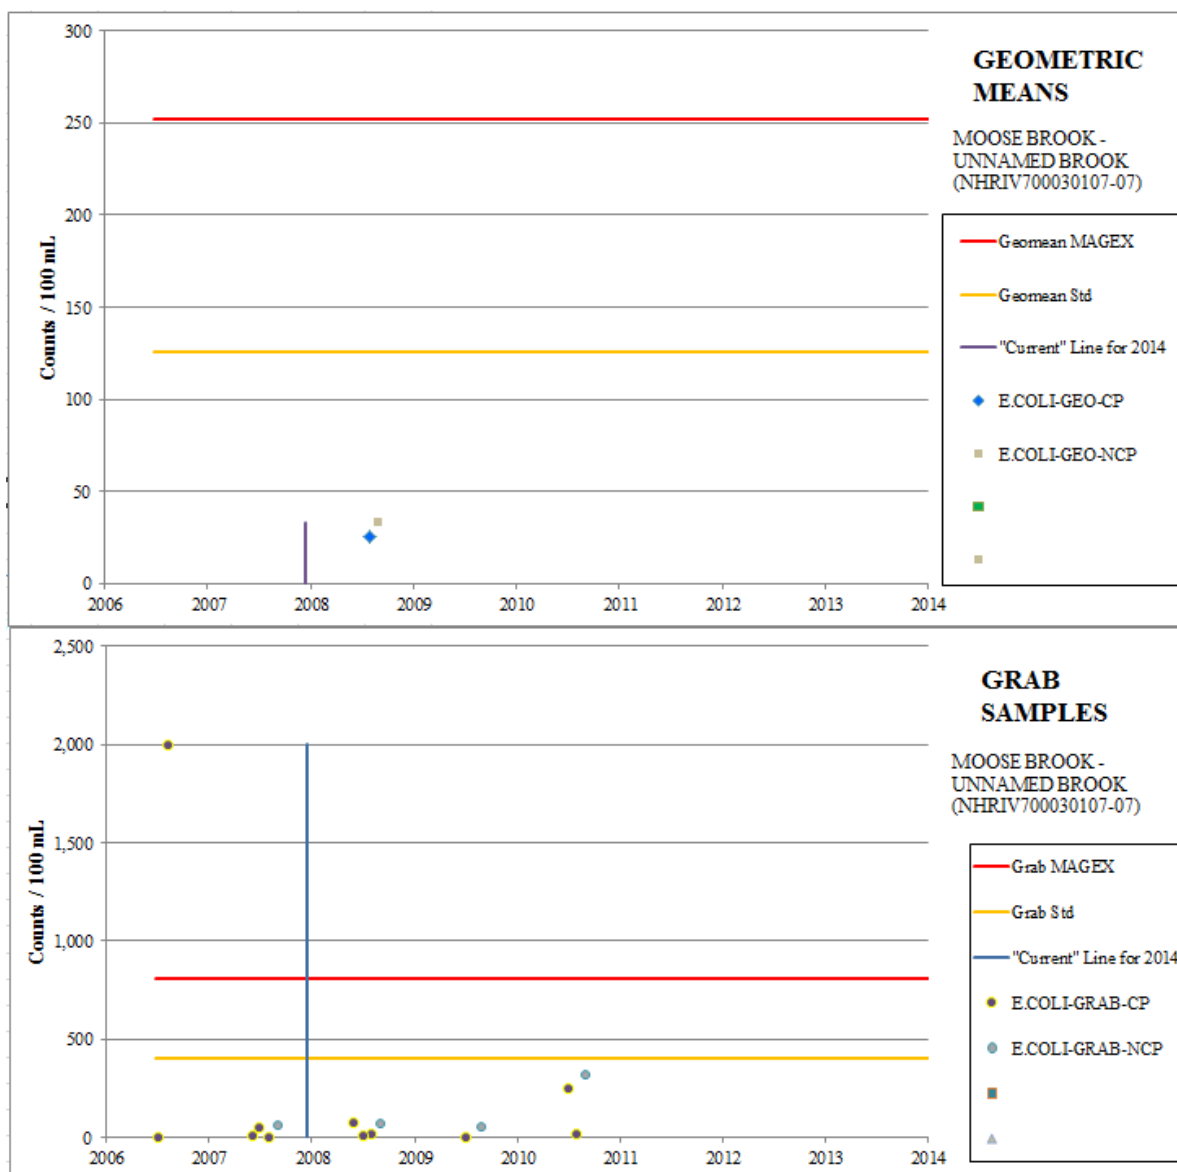 300
250
200
150
100
50
0
Counts / 100 mL
2006 2007 2008 2009 2010 2011 2012 2013 2014
GEOMETRIC
MEANS
MOOSE BROOK -
UNNAMED BROOK
(NHRIV700030107-07)
Geomean MAGEX
Geomean Std
"Current" Line for 2014
E.COLI-GEO-CP
E.COLI-GEO-NCP
2,500
2,000
1,500
1,000
500
0
Counts / 100 mL
2006 2007 2008 2009 2010 2011 2012 2013 2014
GRAB
SAMPLES
MOOSE BROOK -
UNNAMED BROOK
(NHRIV700030107-07)
Grab MAGEX
Grab Std
"Current" Line for 2014
E.COLI-GRAB-CP
E.COLI-GRAB-NCP